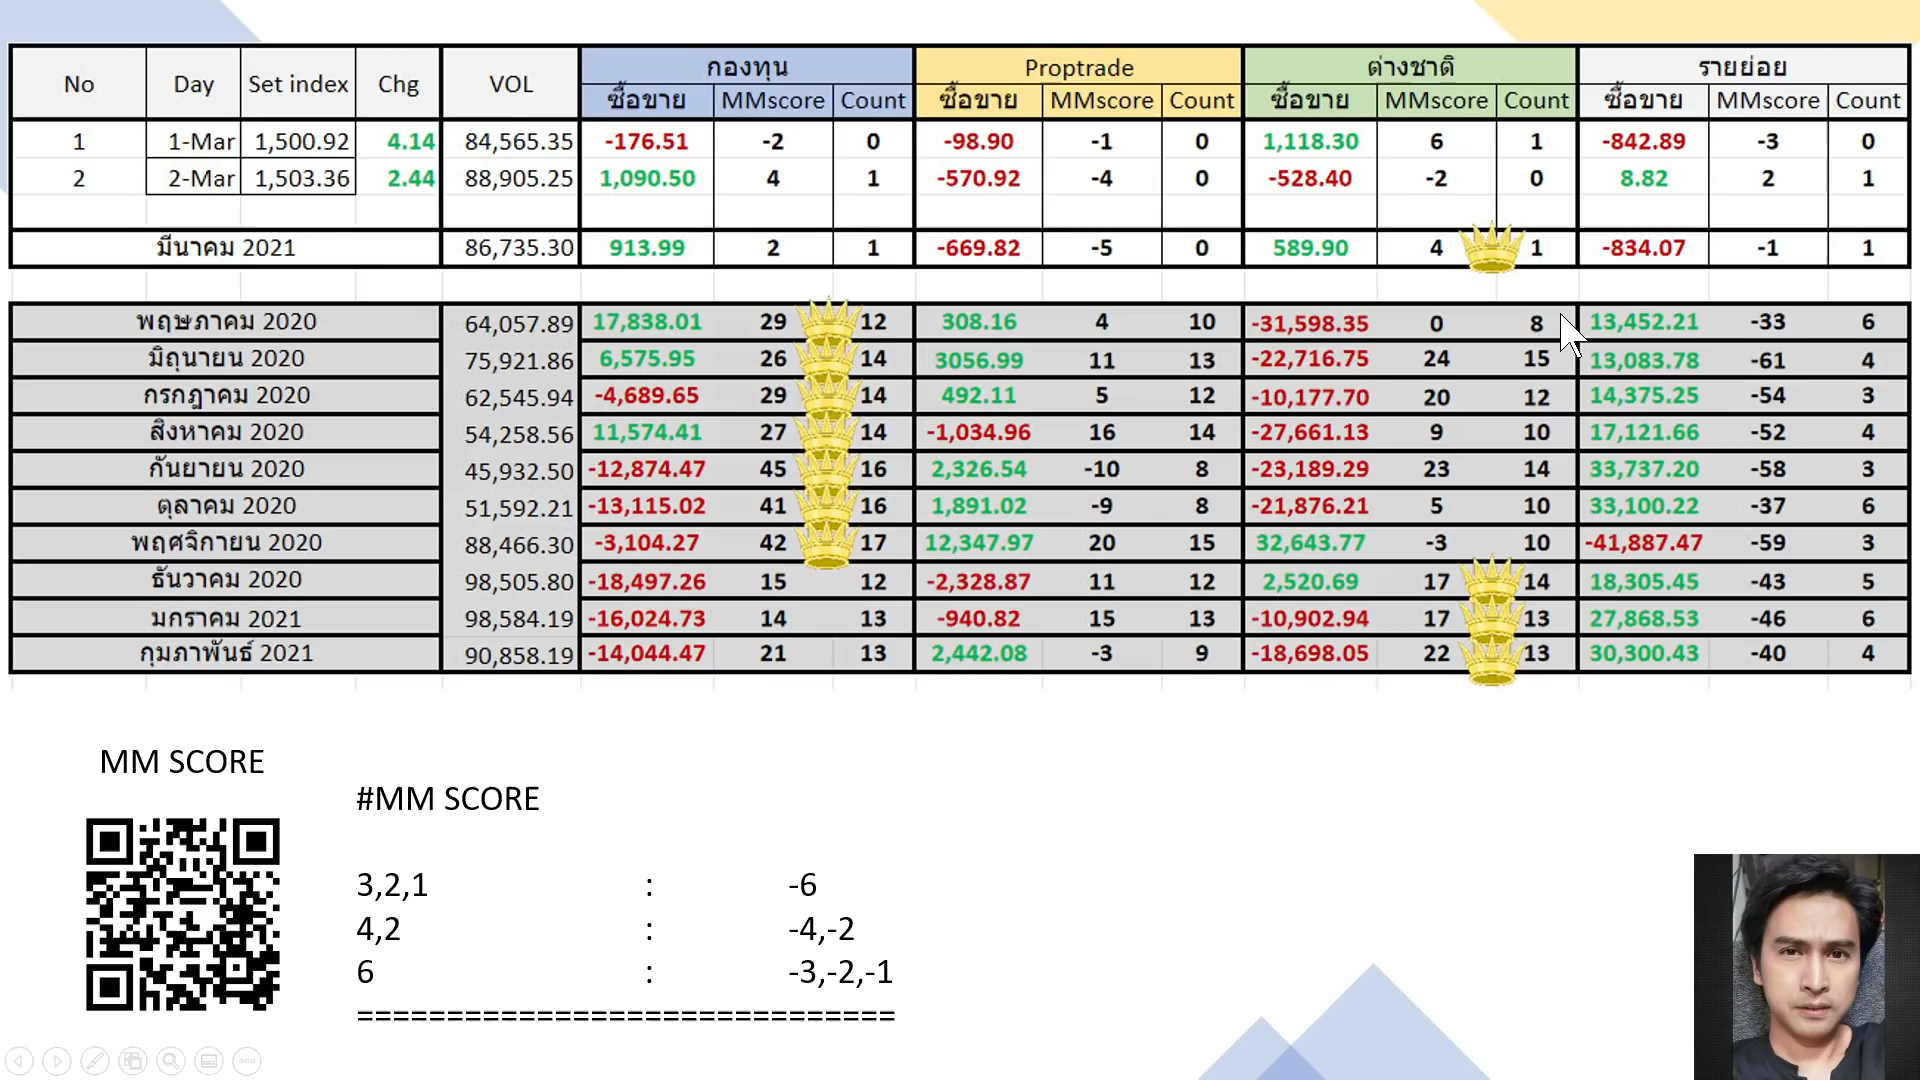 No Day Set index Chg VOL กองทุน Proptrade ต่างชาติ รายย่อย
ซื้อขาย MMscore Count ซื้อขาย MMscore Count ซื้อขาย MMscore Count ซื้อขาย MMscore Count
1 1-Mar 1,500.92 4.14 84,565.35 -176.51 -2 0 -98.90 -1 0 1,118.30 6 1 -842.89 -3 0
2 2-Mar 1,503.36 2.44 88,905.25 1,090.50 4 1 -570.92 -4 0 -528.40 -2 0 8.82 2 1
มีนาคม 2021 86,735.30 913.99 2 1 -669.82 -5 0 589.90 4 1 -834.07 -1 1
พฤษภาคม 2020 64,057.89 17,838.01 29 12 308.16 4 10 -31,598.35 0 8 13,452.21 -33 6
มิถุนายน 2020 75,921.86 6,575.95 26 14 3056.99 11 13 -22,716.75 24 15 13,083.78 -61 4
กรกฎาคม 2020 62,545.94 -4,689.65 29 14 492.11 5 12 -10,177.70 20 12 14,375.25 -54 3
สิงหาคม 2020 54,258.56 11,574.41 27 14 -1,034.96 16 14 -27,661.13 9 10 17,121.66 -52 4
กันยายน 2020 45,932.50 -12,874.47 45 16 2,326.54 -10 8 -23,189.29 23 14 33,737.20 -58 3
ตุลาคม 2020 51,592.21 -13,115.02 41 16 1,891.02 -9 8 -21,876.21 5 10 33,100.22 -37 6
พฤศจิกายน 2020 88,466.30 -3,104.27 42 17 12,347.97 20 15 32,643.77 -3 10 -41,887.47 -59 3
ธันวาคม 2020 98,505.80 -18,497.26 15 12 -2,328.87 11 12 2,520.69 17 14 18,305.45 -43 5
มกราคม 2021 98,584.19 -16,024.73 14 13 -940.82 15 13 -10,902.94 17 13 27,868.53 -46 6
กุมภาพันธ์ 2021 90,858.19 -14,044.47 21 13 2,442.08 -3 9 -18,698.05 22 13 30,300.43 -40 4
MM SCORE
#MM SCORE
3,2,1 : -6
4,2 : -4,-2
6 : -3,-2,-1
==============================